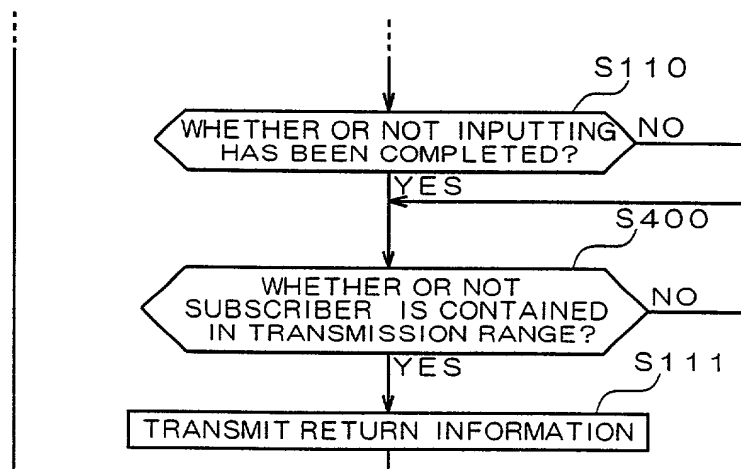 S110
WHETHER OR NOT INPUTTING
HAS BEEN COMPLETED?
NO
YES
S400
WHETHER OR NOT
SUBSCRIBER IS CONTAINED
IN TRANSMISSION RANGE?
NO
YES
S111
TRANSMIT RETURN INFORMATION